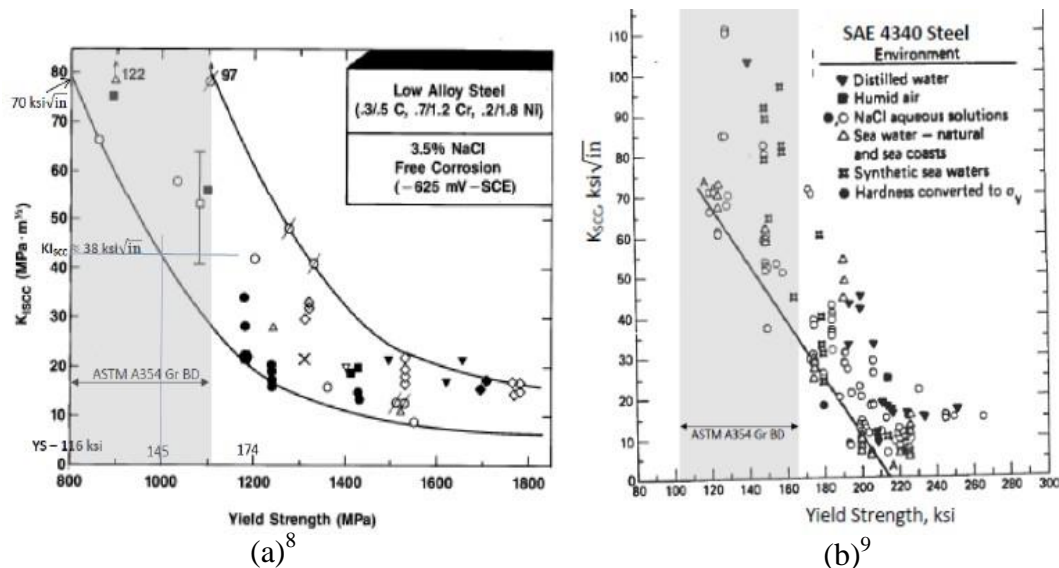 80
122
97
70 ksi√in
70
60
50
KIscc ≈ 38 ksi√in
40
30
20
10
0
K_ISCC (MPa·m^½)
Low Alloy Steel
(.3/.5 C, .7/1.2 Cr, .2/1.8 Ni)
3.5% NaCl
Free Corrosion
(−625 mV−SCE)
ASTM A354 Gr BD
YS – 116 ksi
145
174
800
1000
1200
1400
1600
1800
Yield Strength (MPa)
(a)8
SAE 4340 Steel
Environment
Distilled water
Humid air
NaCl aqueous solutions
Sea water – natural
and sea coasts
Synthetic sea waters
Hardness converted to σy
KSCC, ksi√in
100
90
80
70
60
50
40
30
20
10
0
A
A
ASTM A354 Gr BD
80
120
140
160
180
200
220
240
260
280
300
Yield Strength, ksi
(b)9